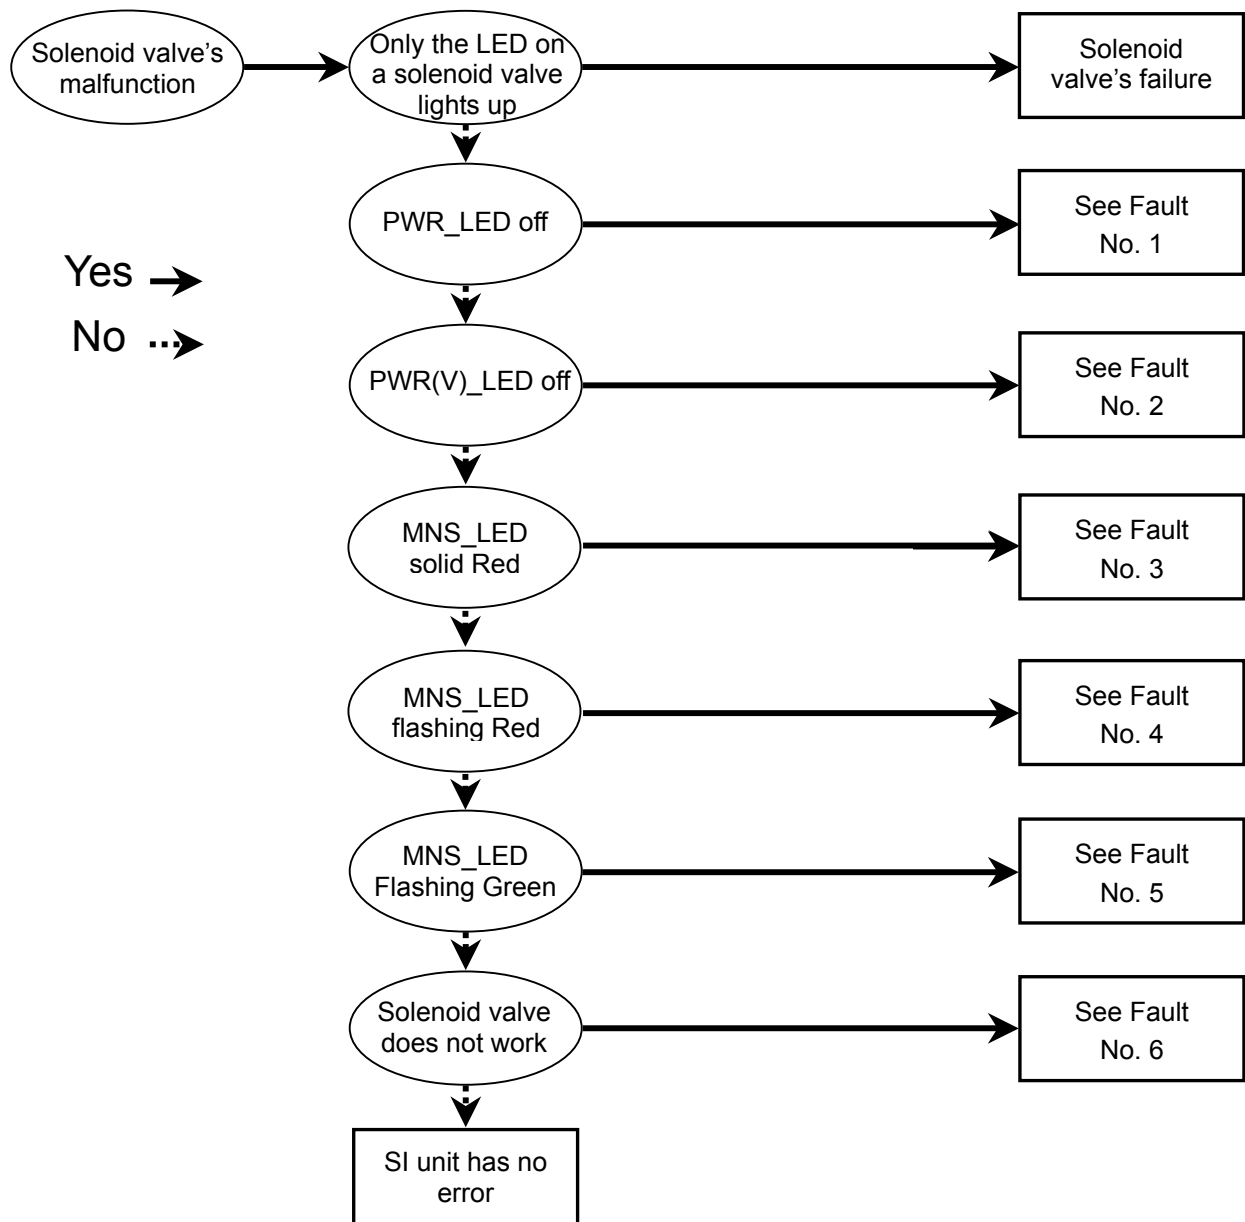 Solenoid valve's
malfunction
Only the LED on
a solenoid valve
lights up
Solenoid
valve's failure
PWR_LED off
See Fault
No. 1
Yes
No
PWR(V)_LED off
See Fault
No. 2
MNS_LED
solid Red
See Fault
No. 3
MNS_LED
flashing Red
See Fault
No. 4
MNS_LED
Flashing Green
See Fault
No. 5
Solenoid valve
does not work
See Fault
No. 6
SI unit has no
error